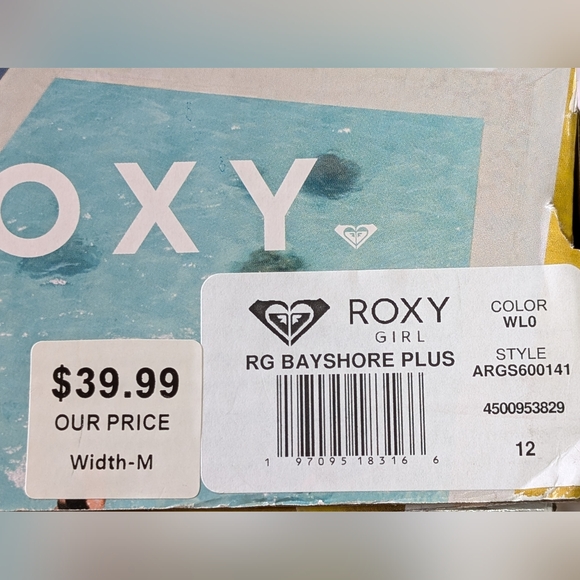 OXY
ROXY
GIRL
RG BAYSHORE PLUS
1 97095 18316 6
COLOR
WL0
STYLE
ARGS600141
4500953829
12
$39.99
OUR PRICE
Width-M